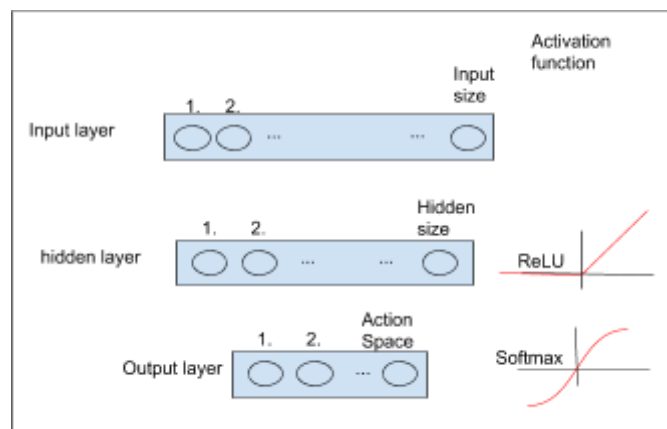 Activation
function
Input
size
1. 2.
Input layer
... ...
Hidden
size
1. 2.
hidden layer
... ...
ReLU
Action
Space
1. 2.
Output layer
...
Softmax